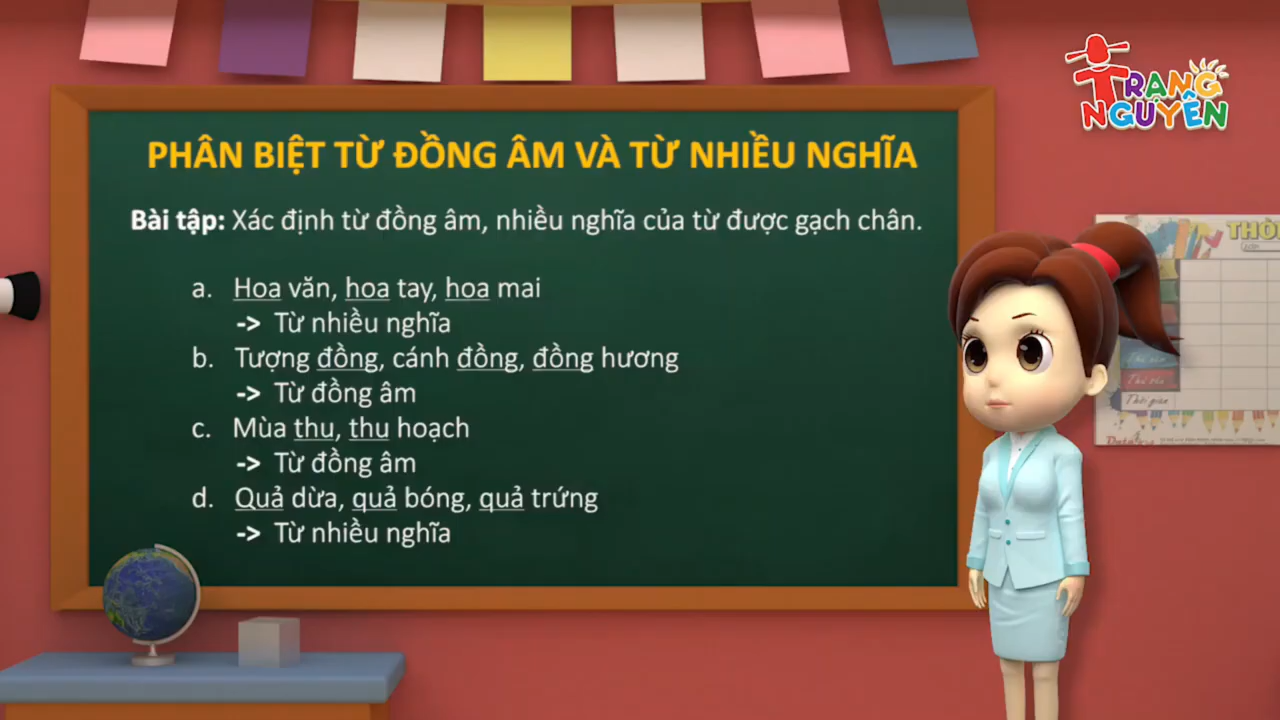 TRẠNG
NGUYÊN
PHÂN BIỆT TỪ ĐỒNG ÂM VÀ TỪ NHIỀU NGHĨA
Bài tập: Xác định từ đồng âm, nhiều nghĩa của từ được gạch chân.
a. Hoa văn, hoa tay, hoa mai
-> Từ nhiều nghĩa
b. Tượng đồng, cánh đồng, đồng hương
-> Từ đồng âm
c. Mùa thu, thu hoạch
-> Từ đồng âm
d. Quả dừa, quả bóng, quả trứng
-> Từ nhiều nghĩa
Thời gian